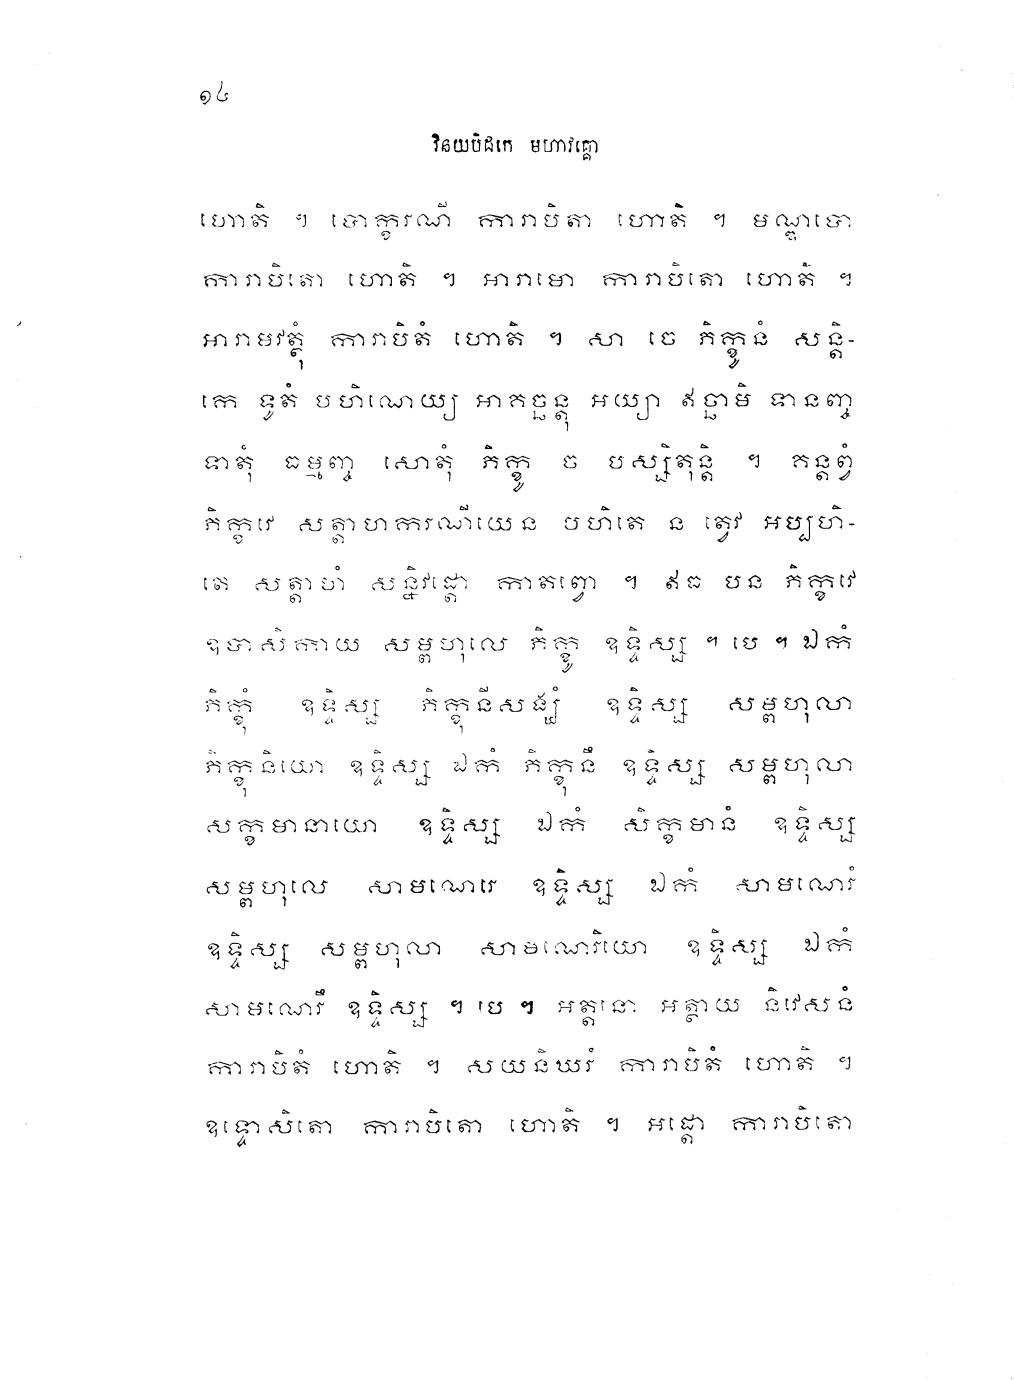 ១៤
វិនយបិដកេ មហាវគ្គោ
ហោតិ ។ បោក្ខរណី ការាបិតា ហោតិ ។ មណ្ឌបោ
ការាបិតោ ហោតិ ។ អារាមោ ការាបិតោ ហោតិ ។
អារាមវត្ថុំ ការាបិតំ ហោតិ ។ សា ចេ ភិក្ខូនំ សន្តិ-
កេ ទូតំ បហិណេយ្យ អាគច្ឆន្តុ អយ្យា ឥច្ឆាមិ ទានញ្ច
ទាតុំ ធម្មញ្ច សោតុំ ភិក្ខូ ច បស្សិតុន្តិ ។ គន្តព្វំ
ភិក្ខវេ សត្តាហករណីយេន បហិតេ ន ត្វេវ អប្បហិ-
តេ សត្តាហំ សន្និវដ្តោ កាតព្វោ ។ ឥធ បន ភិក្ខវេ
ឧបាសិកាយ សម្ពហុលេ ភិក្ខូ ឧទ្ទិស្ស ។ បេ ។ ឯកំ
ភិក្ខុំ ឧទ្ទិស្ស ភិក្ខុនីសង្ឃំ ឧទ្ទិស្ស សម្ពហុលា
ភិក្ខុនិយោ ឧទ្ទិស្ស ឯកំ ភិក្ខុនឹ ឧទ្ទិស្ស សម្ពហុលា
សក្ខមានាយោ ឧទ្ទិស្ស ឯកំ សិក្ខមានំ ឧទ្ទិស្ស
សម្ពហុលេ សាមណេរេ ឧទ្ទិស្ស ឯកំ សាមណេរំ
ឧទ្ទិស្ស សម្ពហុលា សាមណេរិយោ ឧទ្ទិស្ស ឯកំ
សាមណេរឹ ឧទ្ទិស្ស ។ បេ ។ អត្តនោ អត្ថាយ និវេសនំ
ការាបិតំ ហោតិ ។ សយនិឃរំ ការាបិតំ ហោតិ ។
ឧទ្ទោសិតោ ការាបិតោ ហោតិ ។ អដ្តោ ការាបិតោ